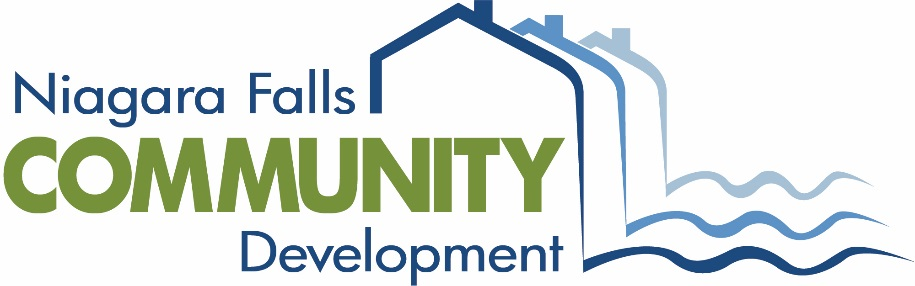 Niagara Falls
COMMUNITY
Development